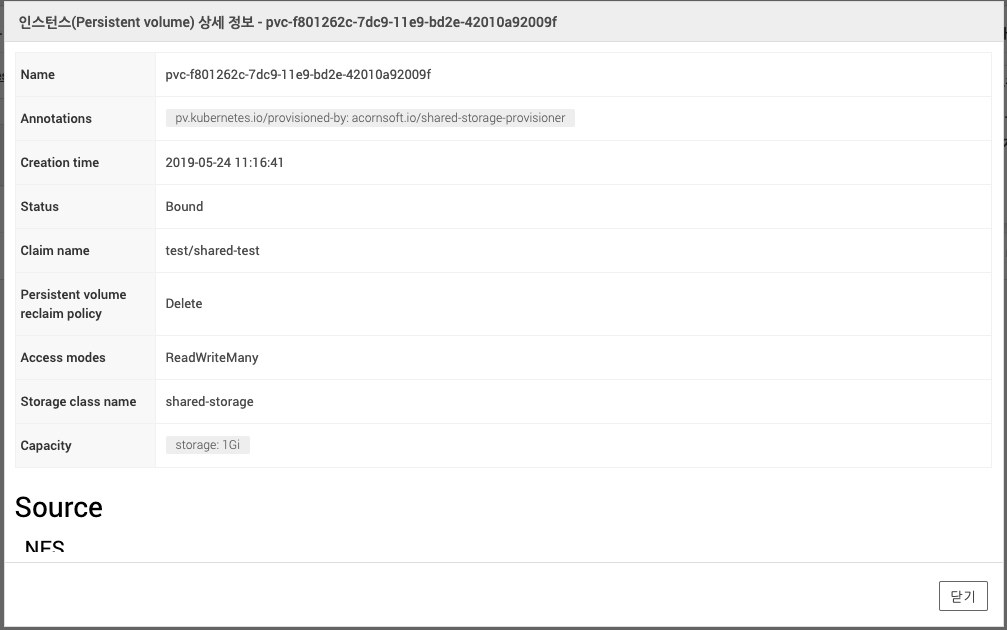 인스턴스(Persistent volume) 상세 정보 - pvc-f801262c-7dc9-11e9-bd2e-42010a92009f
Name
pvc-f801262c-7dc9-11e9-bd2e-42010a92009f
Annotations
pv.kubernetes.io/provisioned-by: acornsoft.io/shared-storage-provisioner
Creation time
2019-05-24 11:16:41
Status
Bound
Claim name
test/shared-test
Persistent volume
reclaim policy
Delete
Access modes
ReadWriteMany
Storage class name
shared-storage
Capacity
storage: 1Gi
Source
NFS
닫기